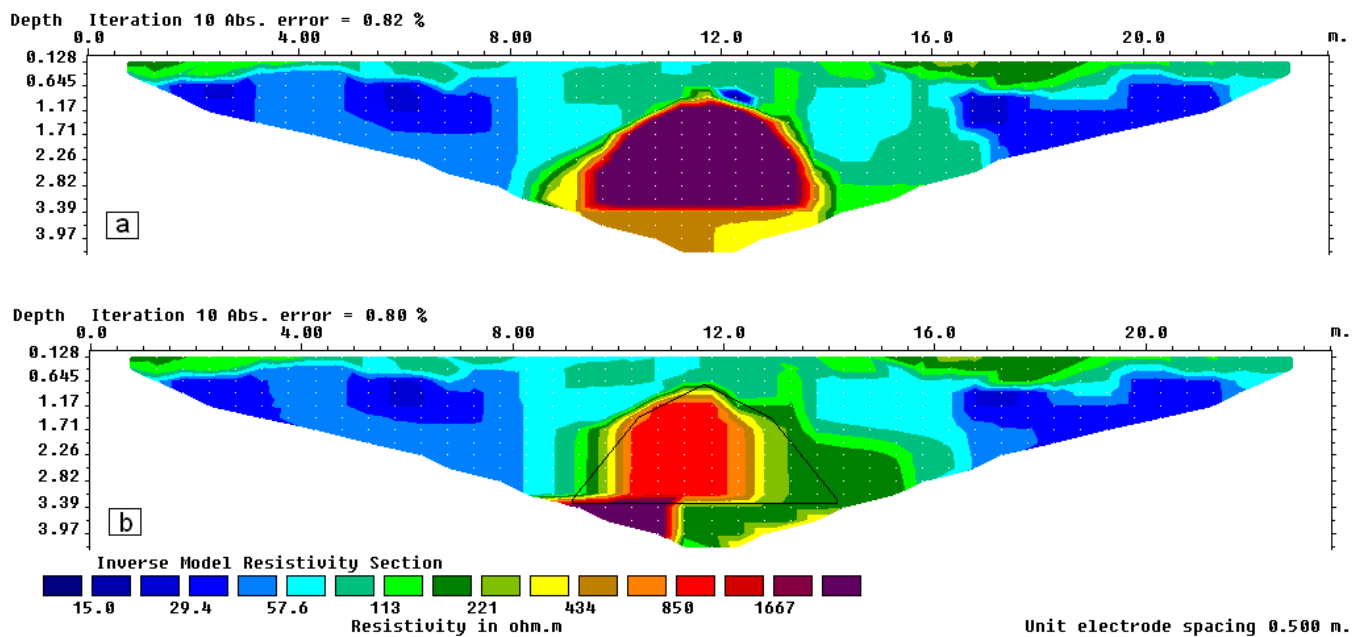 Depth Iteration 10 Abs. error = 0.82 %
0.0 4.00 8.00 12.0 16.0 20.0 m.
0.128
0.645
1.17
1.71
2.26
2.82
3.39
3.97
a
Depth Iteration 10 Abs. error = 0.80 %
0.0 4.00 8.00 12.0 16.0 20.0 m.
0.128
0.645
1.17
1.71
2.26
2.82
3.39
3.97
b
Inverse Model Resistivity Section
15.0 29.4 57.6 113 221 434 850 1667
Resistivity in ohm.m Unit electrode spacing 0.500 m.